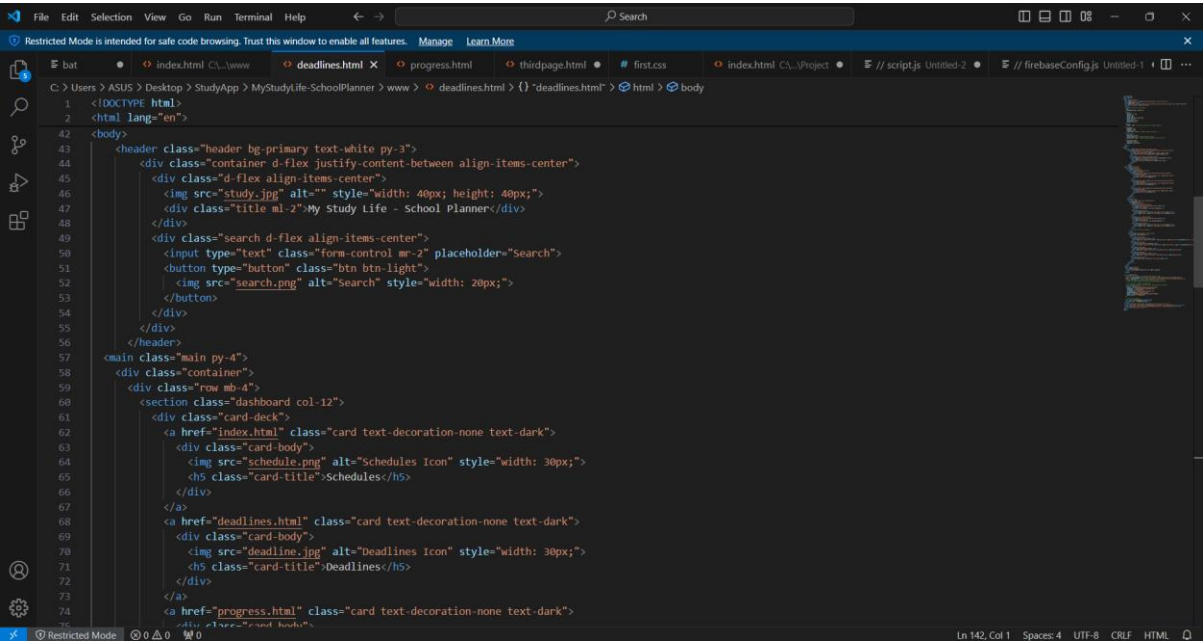 File Edit Selection View Go Run Terminal Help Search
Restricted Mode is intended for safe code browsing. Trust this window to enable all features. Manage Learn More
bat index.html C:\...\www deadlines.html progress.html thirdpage.html # first.css index.html C:\...\Project // script.js Untitled-2 // firebaseConfig.js Untitled-1
C: > Users > ASUS > Desktop > StudyApp > MyStudyLife-SchoolPlanner > www > deadlines.html > {} "deadlines.html" > html > body
1 <!DOCTYPE html>
2 <html lang="en">
42 <body>
43 <header class="header bg-primary text-white py-3">
44 <div class="container d-flex justify-content-between align-items-center">
45 <div class="d-flex align-items-center">
46 <img src="study.jpg" alt="" style="width: 40px; height: 40px;">
47 <div class="title ml-2">My Study Life - School Planner</div>
48 </div>
49 <div class="search d-flex align-items-center">
50 <input type="text" class="form-control mr-2" placeholder="Search">
51 <button type="button" class="btn btn-light">
52 <img src="search.png" alt="Search" style="width: 20px;">
53 </button>
54 </div>
55 </div>
56 </header>
57 <main class="main py-4">
58 <div class="container">
59 <div class="row mb-4">
60 <section class="dashboard col-12">
61 <div class="card-deck">
62 <a href="index.html" class="card text-decoration-none text-dark">
63 <div class="card-body">
64 <img src="schedule.png" alt="Schedules Icon" style="width: 30px;">
65 <h5 class="card-title">Schedules</h5>
66 </div>
67 </a>
68 <a href="deadlines.html" class="card text-decoration-none text-dark">
69 <div class="card-body">
70 <img src="deadline.jpg" alt="Deadlines Icon" style="width: 30px;">
71 <h5 class="card-title">Deadlines</h5>
72 </div>
73 </a>
74 <a href="progress.html" class="card text-decoration-none text-dark">
75 <div class="card-body">
Restricted Mode 0 0 0 Ln 142, Col 1 Spaces: 4 UTF-8 CRLF HTML